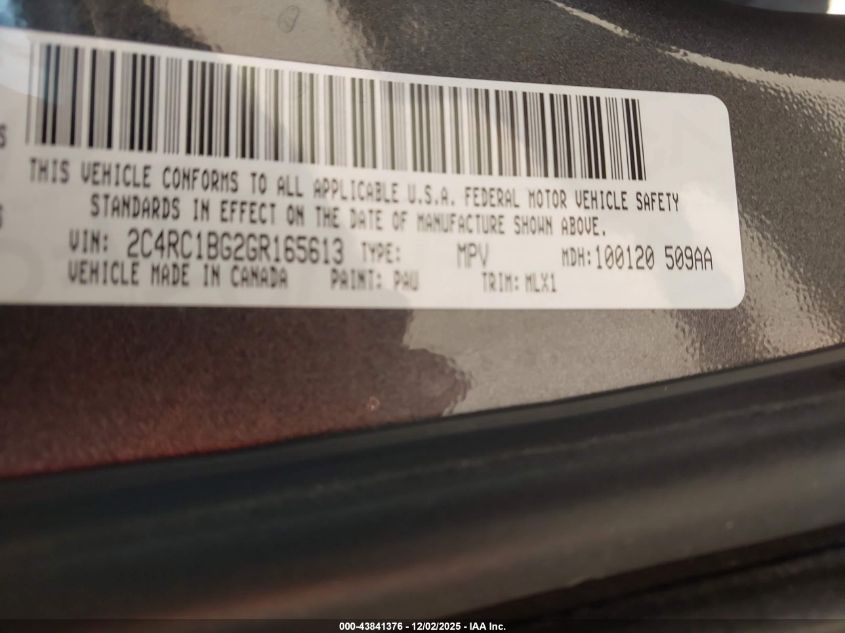 S
S
THIS VEHICLE CONFORMS TO ALL APPLICABLE U.S.A. FEDERAL MOTOR VEHICLE SAFETY
STANDARDS IN EFFECT ON THE DATE OF MANUFACTURE SHOWN ABOVE.
VIN: 2C4RC1BG2GR165613 TYPE: MPV MDH: 100120 509AA
VEHICLE MADE IN CANADA PAINT: PAU TRIM: MLX1
000-43841376 - 12/02/2025 - IAA Inc.